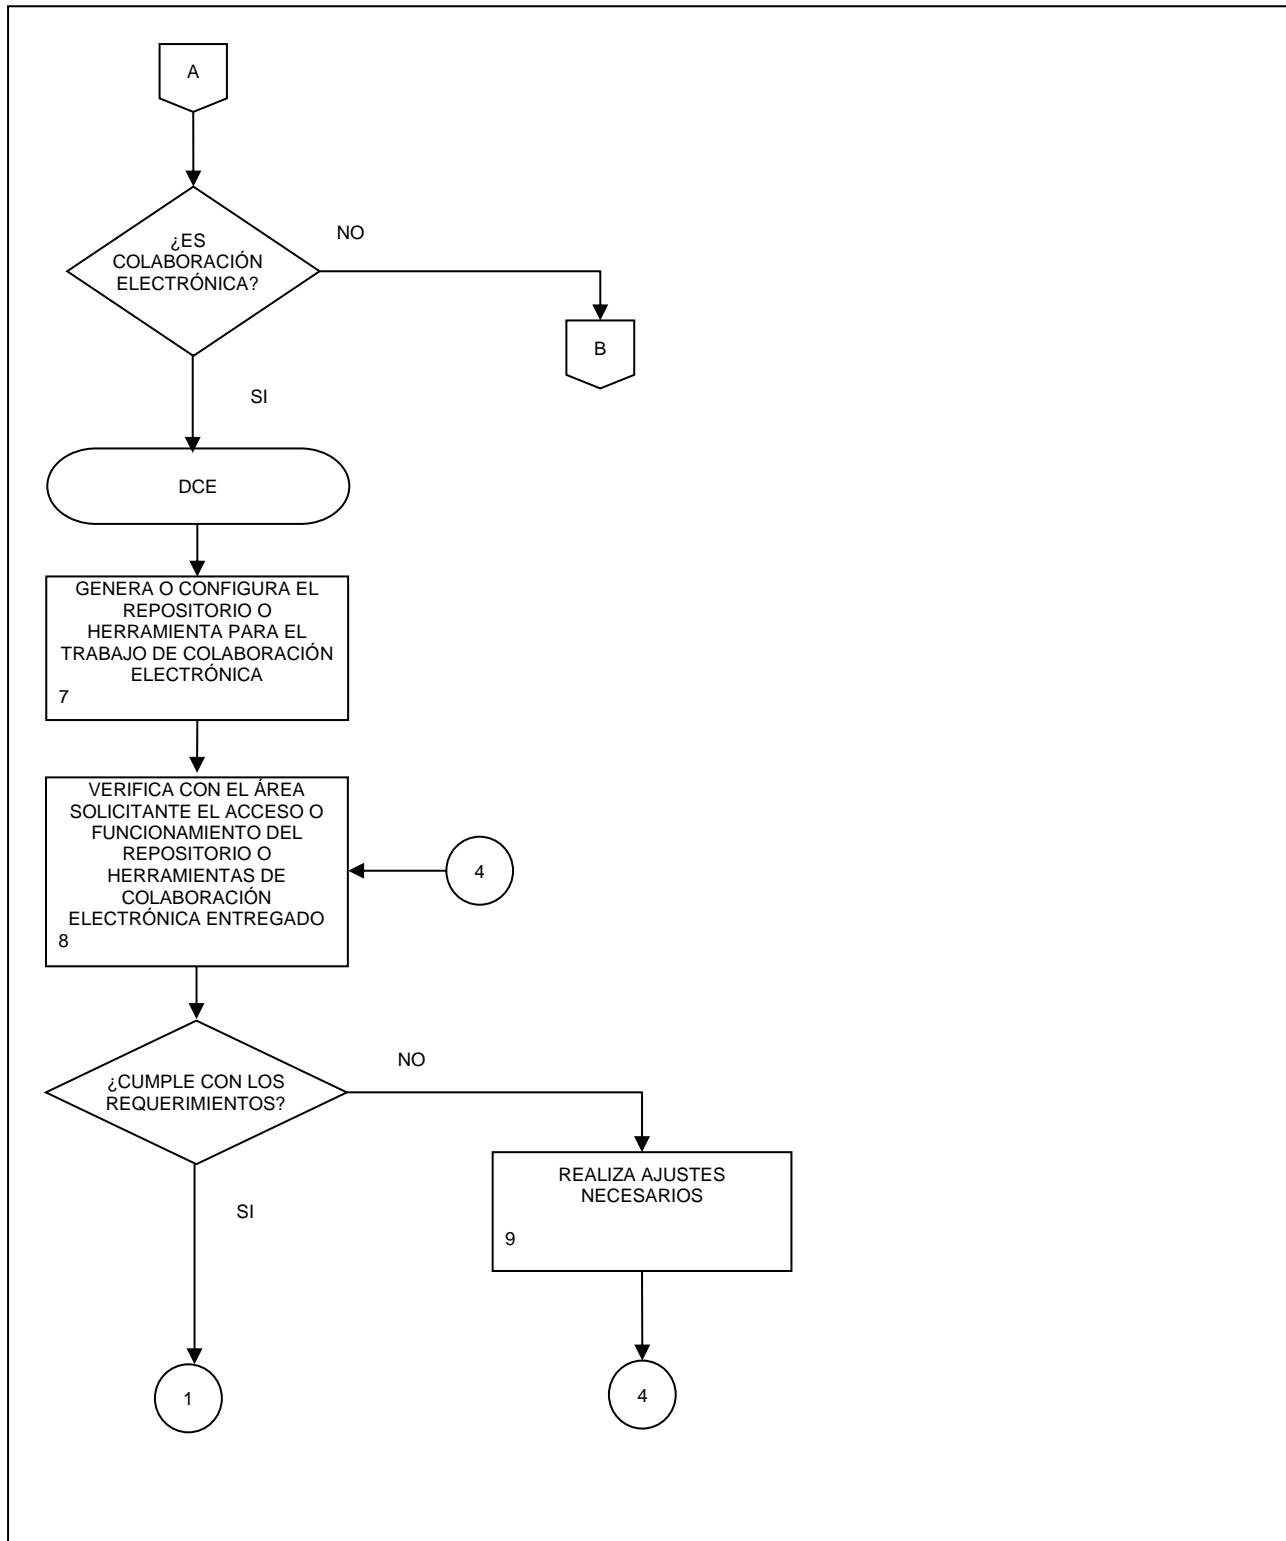 A
¿ES
COLABORACIÓN
ELECTRÓNICA?
NO
B
SI
DCE
GENERA O CONFIGURA EL
REPOSITORIO O
HERRAMIENTA PARA EL
TRABAJO DE COLABORACIÓN
ELECTRÓNICA
7
VERIFICA CON EL ÁREA
SOLICITANTE EL ACCESO O
FUNCIONAMIENTO DEL
REPOSITORIO O
HERRAMIENTAS DE
COLABORACIÓN
ELECTRÓNICA ENTREGADO
8
4
¿CUMPLE CON LOS
REQUERIMIENTOS?
NO
REALIZA AJUSTES
NECESARIOS
9
SI
1
4